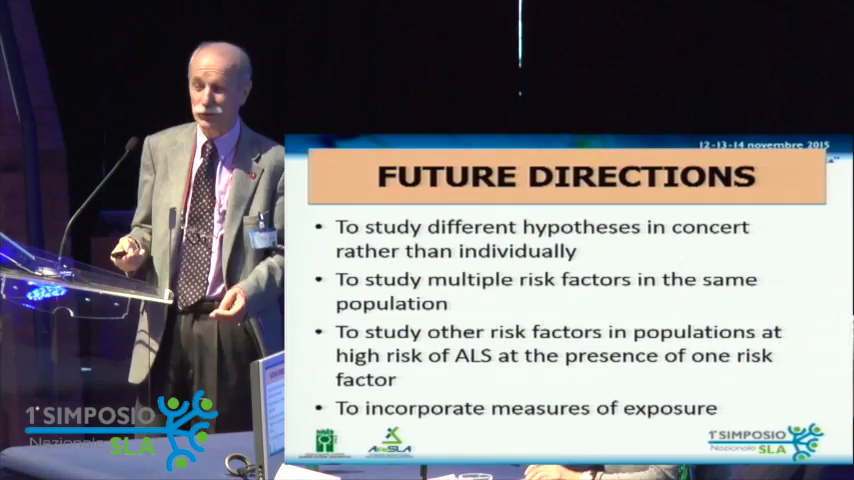 12-13-14 novembre 2015
FUTURE DIRECTIONS
• To study different hypotheses in concert
rather than individually
• To study multiple risk factors in the same
population
• To study other risk factors in populations at
high risk of ALS at the presence of one risk
factor
• To incorporate measures of exposure
1° SIMPOSIO
Nazionale SLA
AriSLA
1° SIMPOSIO
Nazionale SLA